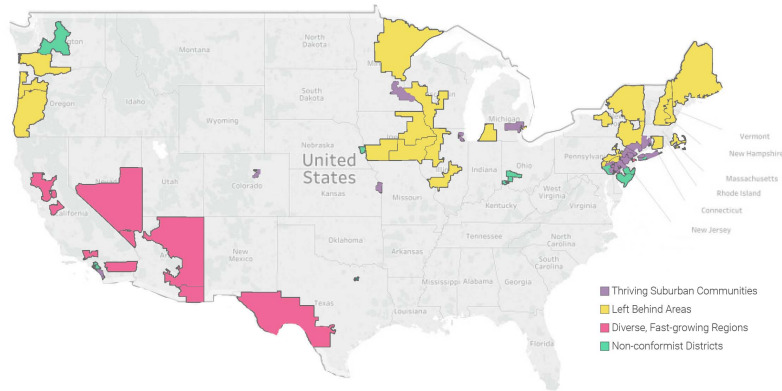 Montana
North
Dakota
Oregon
Idaho
South
Dakota
Wyoming
Michigan
Vermont
New Hampshire
Nebraska
Massachusetts
United
States
Utah
Colorado
Kansas
Missouri
Indiana
Ohio
Pennsylvania
West
Virginia
Virginia
Rhode Island
Connecticut
New Jersey
California
Kentucky
Oklahoma
Arkansas
Tennessee
North
Carolina
New
Mexico
South
Carolina
Mississippi
Alabama
Georgia
Texas
Louisiana
Florida
Thriving Suburban Communities
Left Behind Areas
Diverse, Fast-growing Regions
Non-conformist Districts